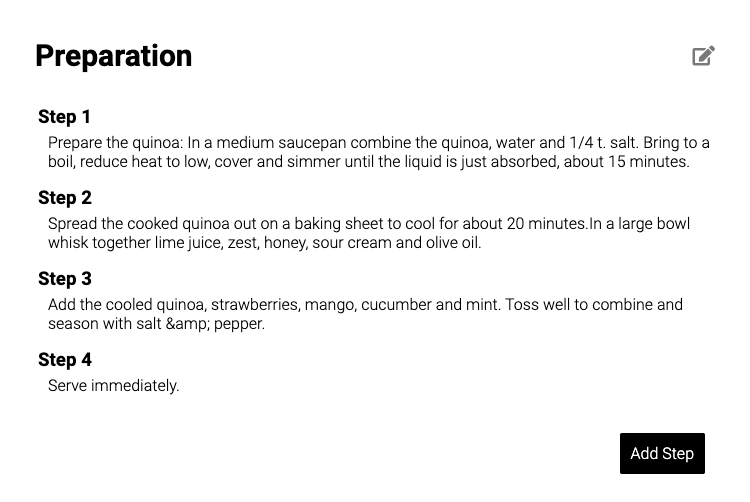 Preparation
Step 1
Prepare the quinoa: In a medium saucepan combine the quinoa, water and 1/4 t. salt. Bring to a
boil, reduce heat to low, cover and simmer until the liquid is just absorbed, about 15 minutes.
Step 2
Spread the cooked quinoa out on a baking sheet to cool for about 20 minutes.In a large bowl
whisk together lime juice, zest, honey, sour cream and olive oil.
Step 3
Add the cooled quinoa, strawberries, mango, cucumber and mint. Toss well to combine and
season with salt &amp; pepper.
Step 4
Serve immediately.
Add Step